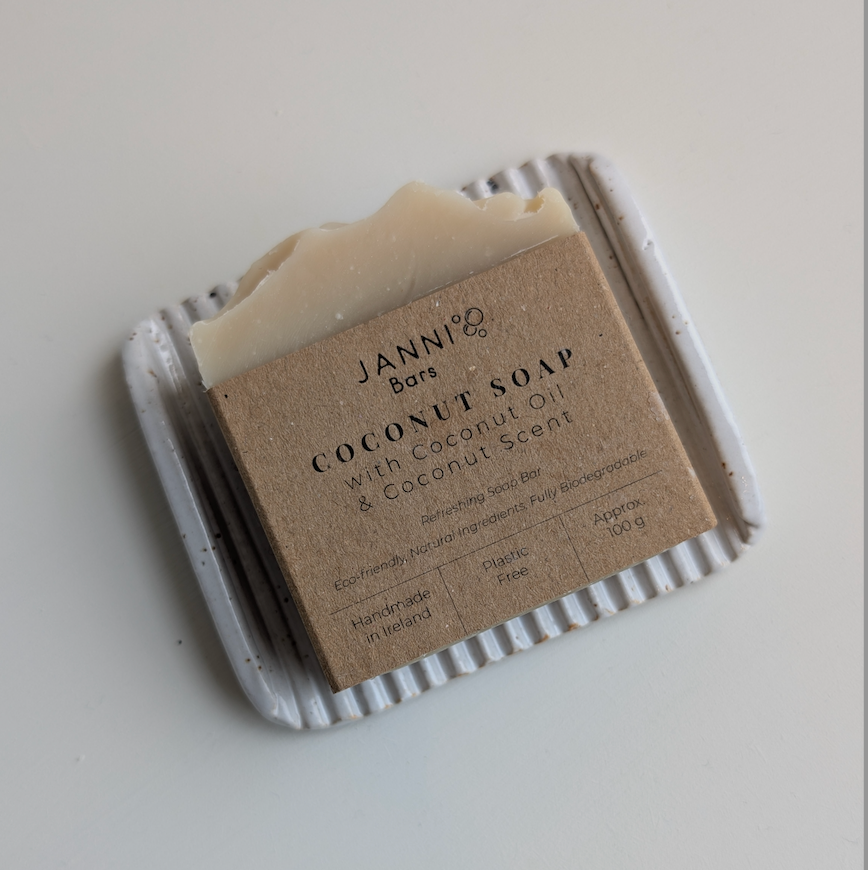 JANNI
Bars
COCONUT SOAP
with Coconut Oil
& Coconut Scent
Refreshing Soap Bar
Eco-friendly, Natural Ingredients, Fully Biodegradable
Handmade
in Ireland
Plastic
Free
Approx.
100 g